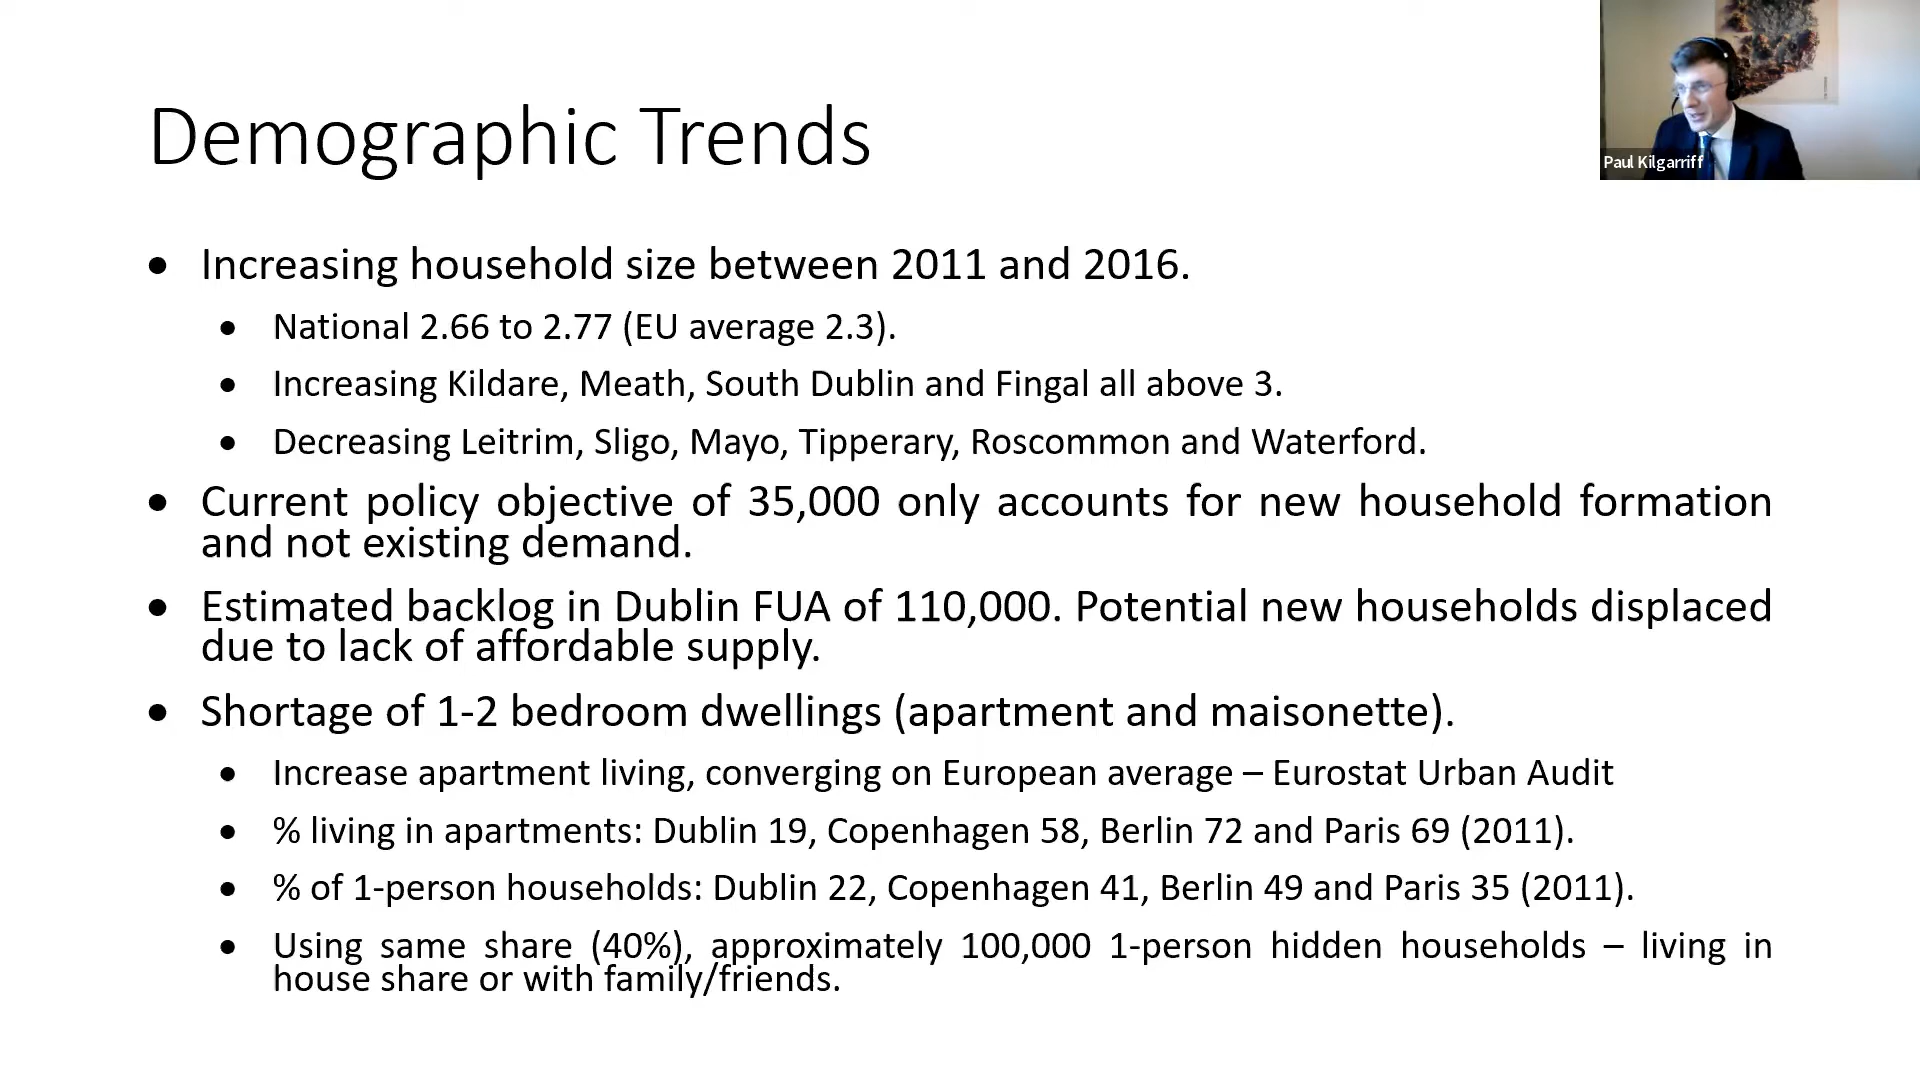 Demographic Trends
Paul Kilgarriff
• Increasing household size between 2011 and 2016.
• National 2.66 to 2.77 (EU average 2.3).
• Increasing Kildare, Meath, South Dublin and Fingal all above 3.
• Decreasing Leitrim, Sligo, Mayo, Tipperary, Roscommon and Waterford.
• Current policy objective of 35,000 only accounts for new household formation
and not existing demand.
• Estimated backlog in Dublin FUA of 110,000. Potential new households displaced
due to lack of affordable supply.
• Shortage of 1-2 bedroom dwellings (apartment and maisonette).
• Increase apartment living, converging on European average – Eurostat Urban Audit
• % living in apartments: Dublin 19, Copenhagen 58, Berlin 72 and Paris 69 (2011).
• % of 1-person households: Dublin 22, Copenhagen 41, Berlin 49 and Paris 35 (2011).
• Using same share (40%), approximately 100,000 1-person hidden households – living in
house share or with family/friends.